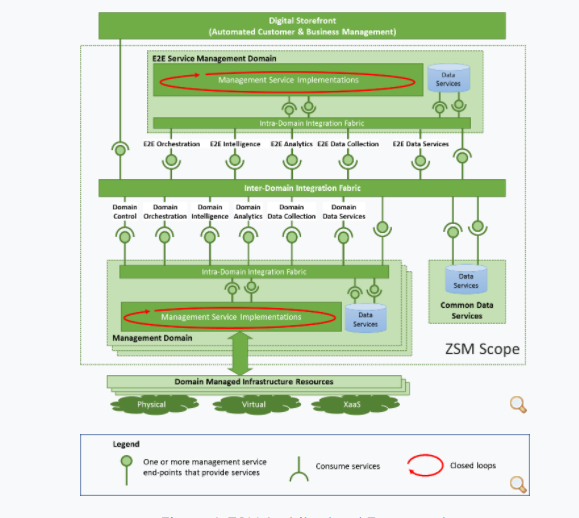 Digital Storefront
(Automated Customer & Business Management)
E2E Service Management Domain
Management Service Implementations
Data
Services
Intra-Domain Integration Fabric
E2E Orchestration
E2E Intelligence
E2E Analytics
E2E Data Collection
E2E Data Services
Inter-Domain Integration Fabric
Domain
Control
Domain
Orchestration
Domain
Intelligence
Domain
Analytics
Domain
Data Collection
Domain
Data Services
Intra-Domain Integration Fabric
Management Service Implementations
Data
Services
Management Domain
Data
Services
Common Data
Services
ZSM Scope
Domain Managed Infrastructure Resources
Physical
Virtual
XaaS
Legend
One or more management service
end-points that provide services
Consume services
Closed loops